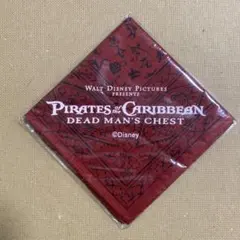 WALT DISNEY PICTURES
PRESENTS
PIRATES OF THE CARIBBEAN
DEAD MAN'S CHEST
©Disney